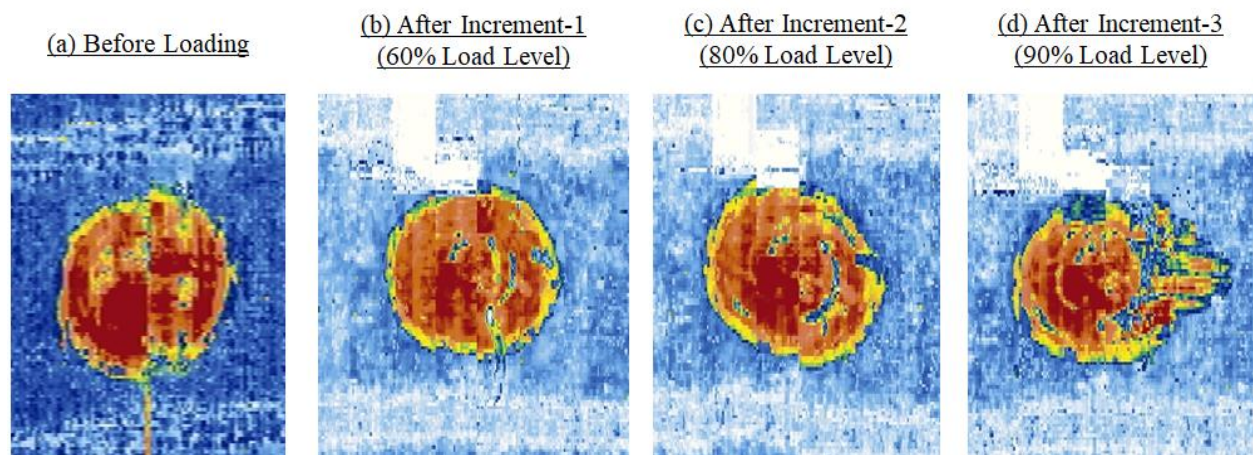 (a) Before Loading
(b) After Increment-1
(60% Load Level)
(c) After Increment-2
(80% Load Level)
(d) After Increment-3
(90% Load Level)